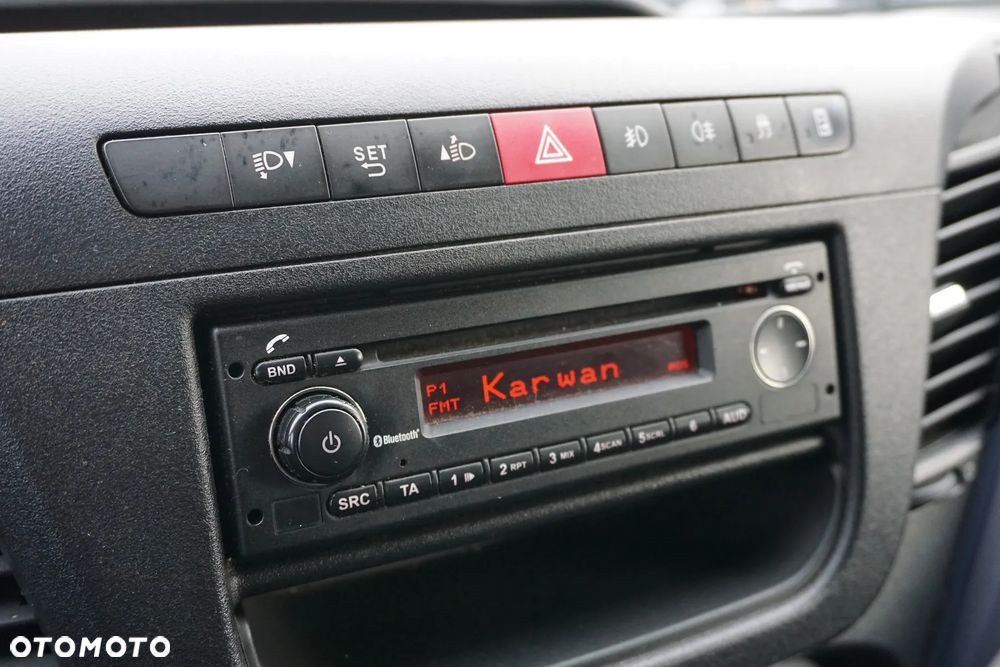 SET
BND
P1
FMT
Karwan
RDS
Bluetooth®
SRC
TA
1
2 RPT
3 MIX
4 SCAN
5 SCRL
6
AUD
OTOMOTO